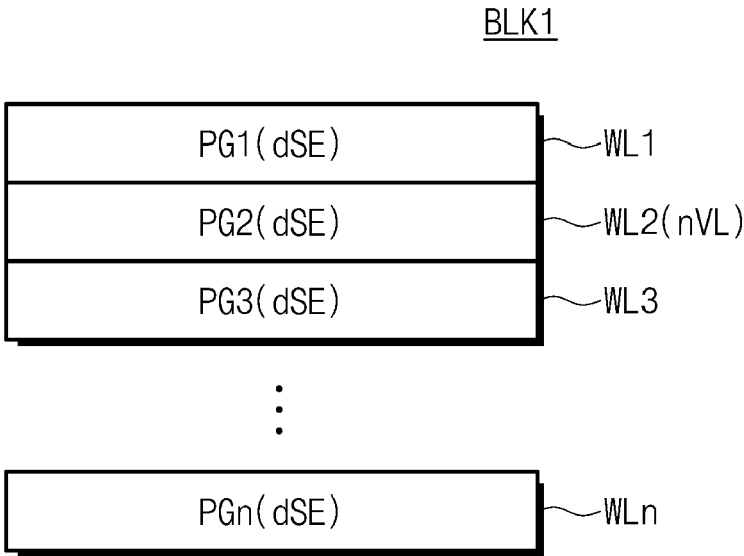 BLK1
PG1(dSE) WL1
PG2(dSE) WL2(nVL)
PG3(dSE) WL3
⋮
PGn(dSE) WLn